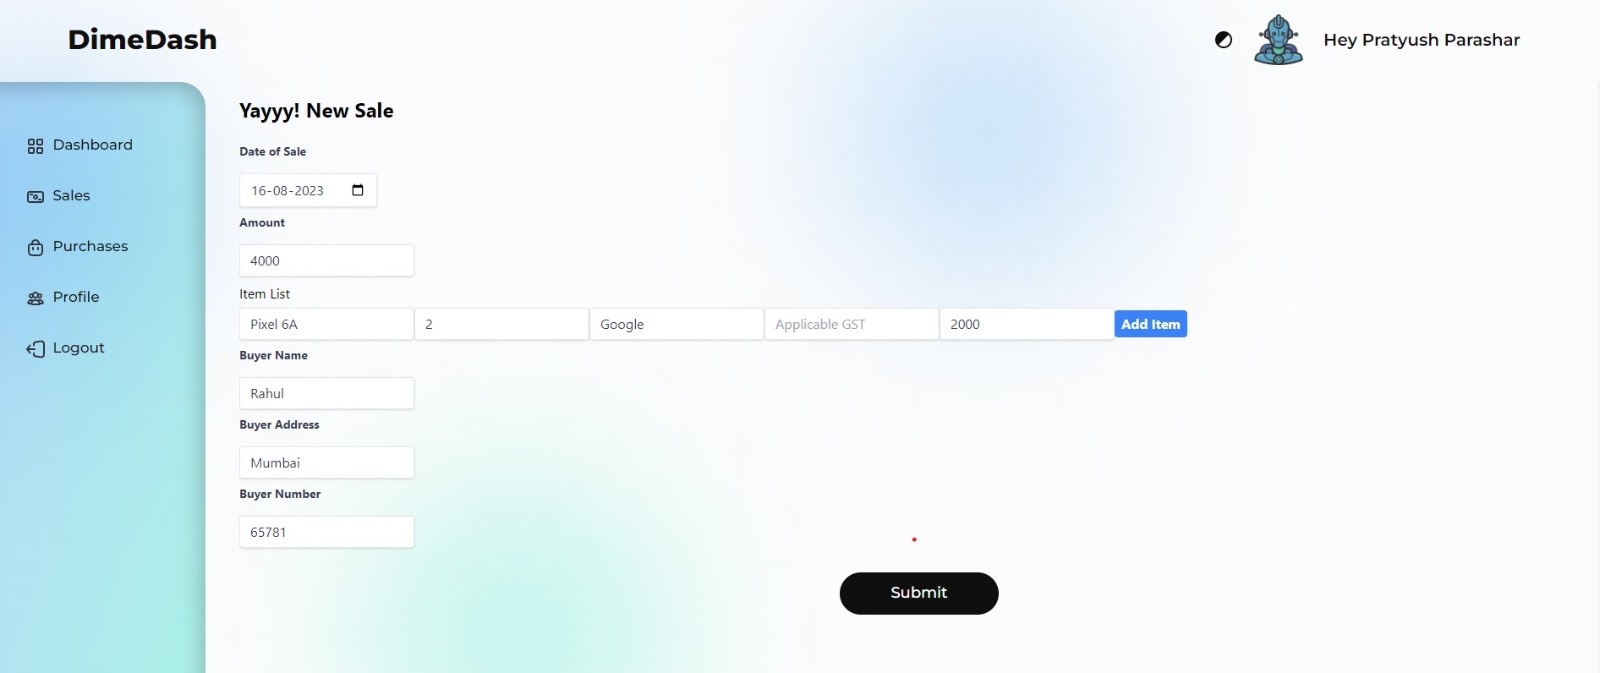 DimeDash
Hey Pratyush Parashar
Dashboard
Sales
Purchases
Profile
Logout
Yayyy! New Sale
Date of Sale
16-08-2023
Amount
4000
Item List
Pixel 6A 2 Google Applicable GST 2000 Add Item
Buyer Name
Rahul
Buyer Address
Mumbai
Buyer Number
65781
Submit